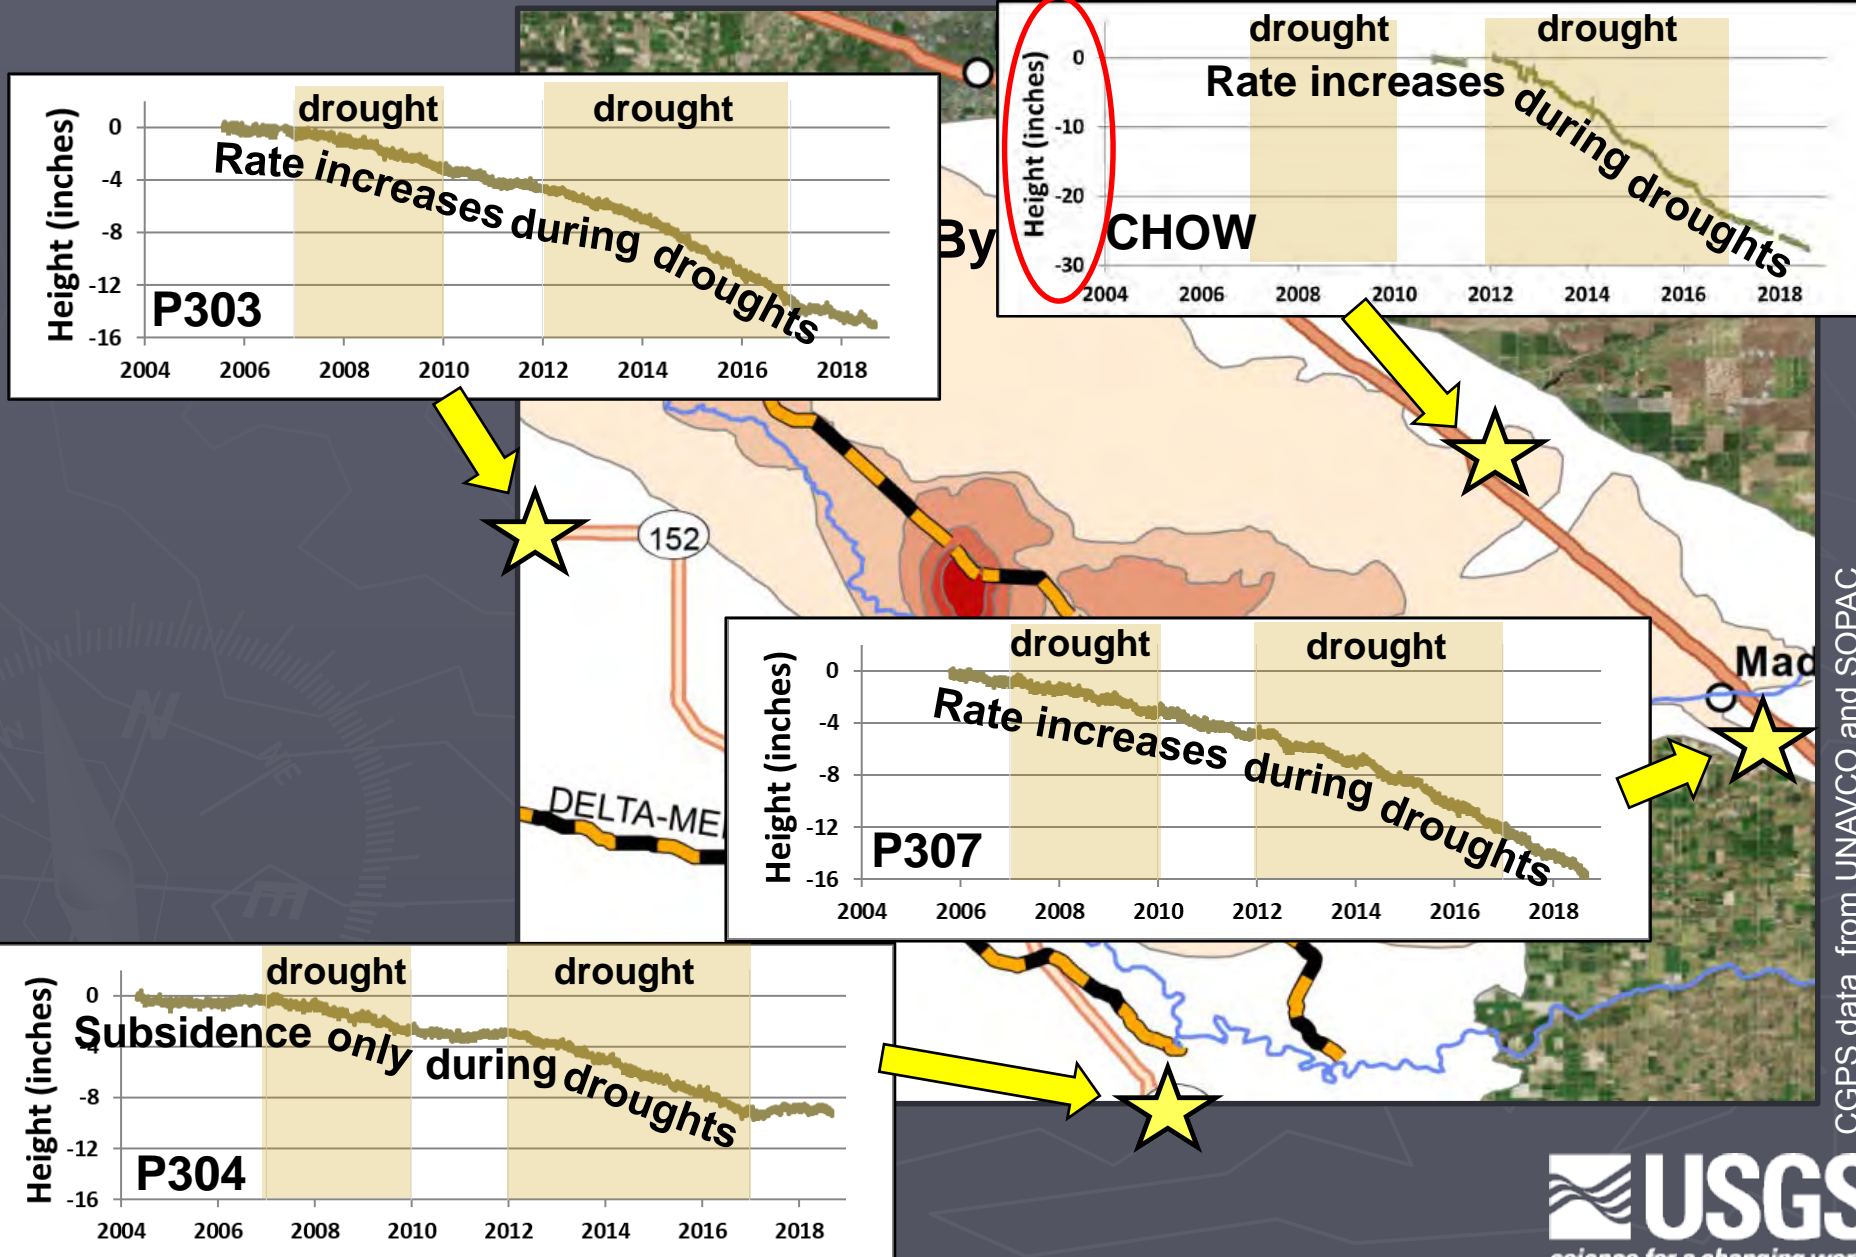 drought
drought
Height (inches)
0
-4
-8
-12
-16
Rate increases during droughts
P303
2004 2006 2008 2010 2012 2014 2016 2018
drought
drought
Height (inches)
0
-10
-20
-30
Rate increases during droughts
CHOW
2004 2006 2008 2010 2012 2014 2016 2018
By
152
Mad
DELTA-ME
drought
drought
Height (inches)
0
-4
-8
-12
-16
Rate increases during droughts
P307
2004 2006 2008 2010 2012 2014 2016 2018
drought
drought
Height (inches)
0
-4
-8
-12
-16
Subsidence only during droughts
P304
2004 2006 2008 2010 2012 2014 2016 2018
CGPS data from UNAVCO and SOPAC
N
NE
E
USGS
science for a changing